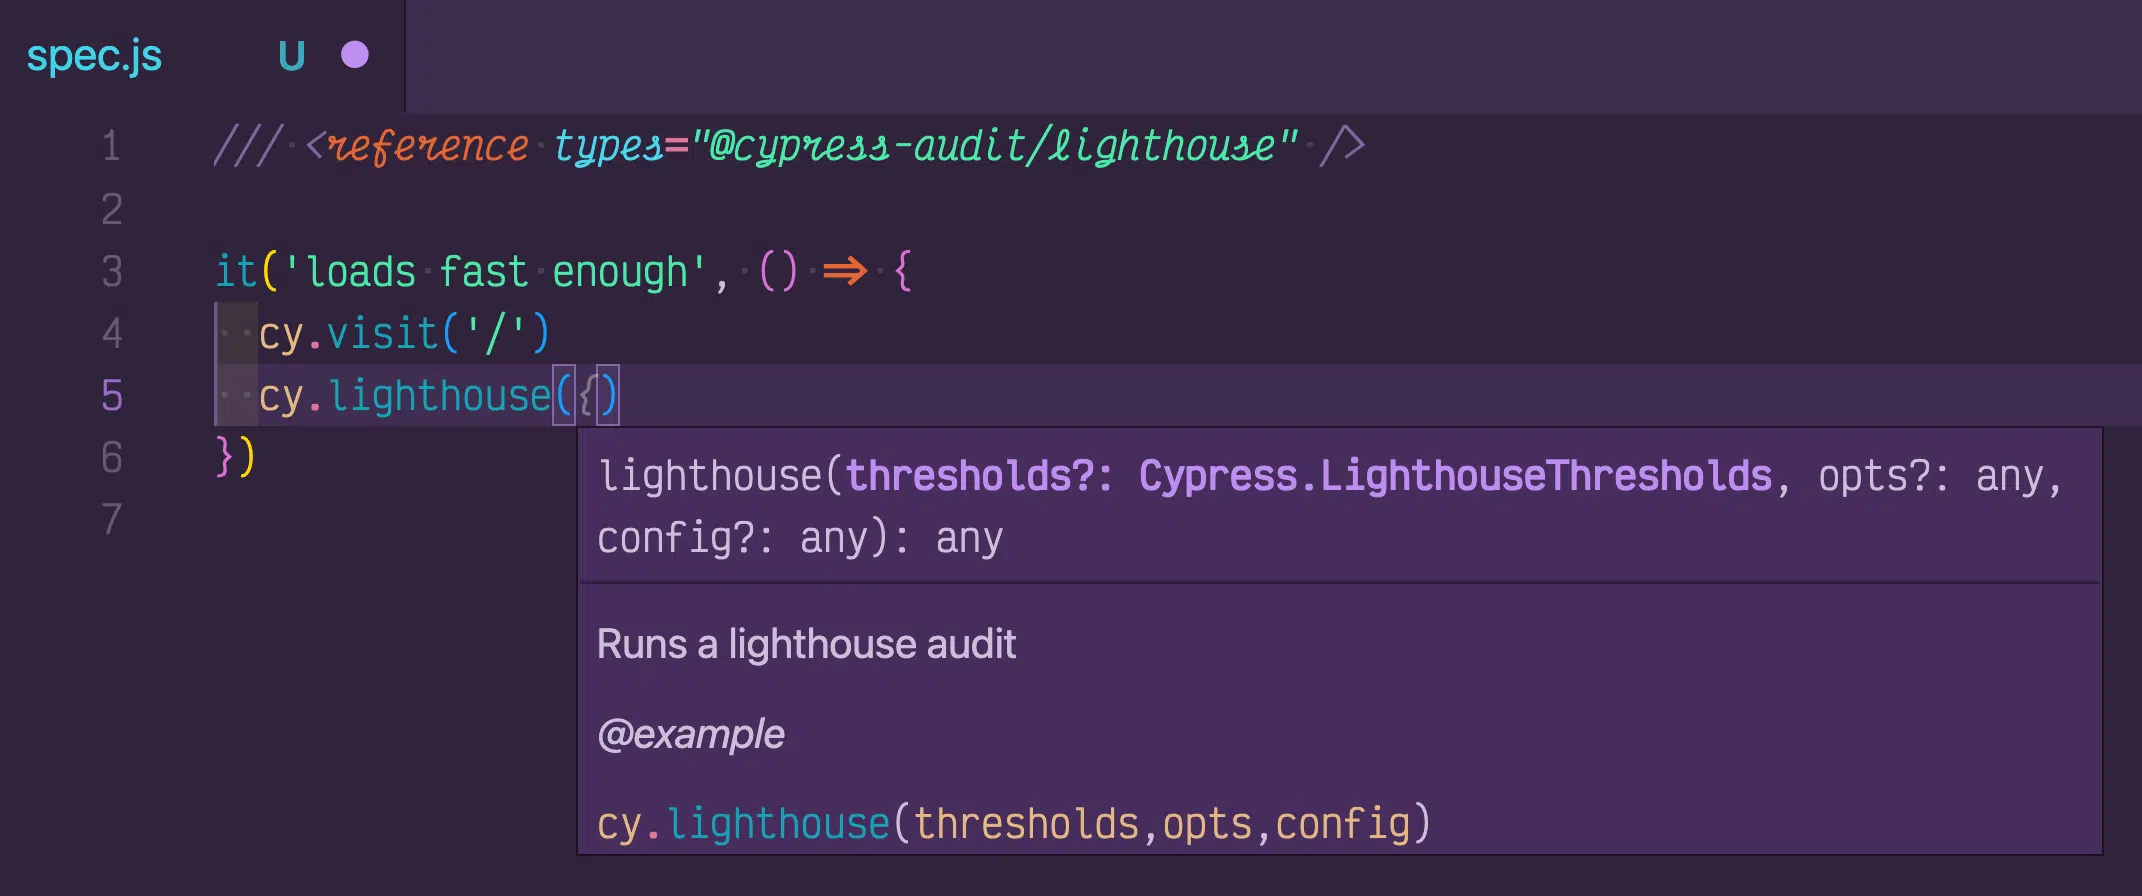 spec.js U
1 /// <reference types="@cypress-audit/lighthouse" />
2
3 it('loads fast enough', () => {
4 cy.visit('/')
5 cy.lighthouse({)
6 })
7
lighthouse(thresholds?: Cypress.LighthouseThresholds, opts?: any,
config?: any): any
Runs a lighthouse audit
@example
cy.lighthouse(thresholds,opts,config)